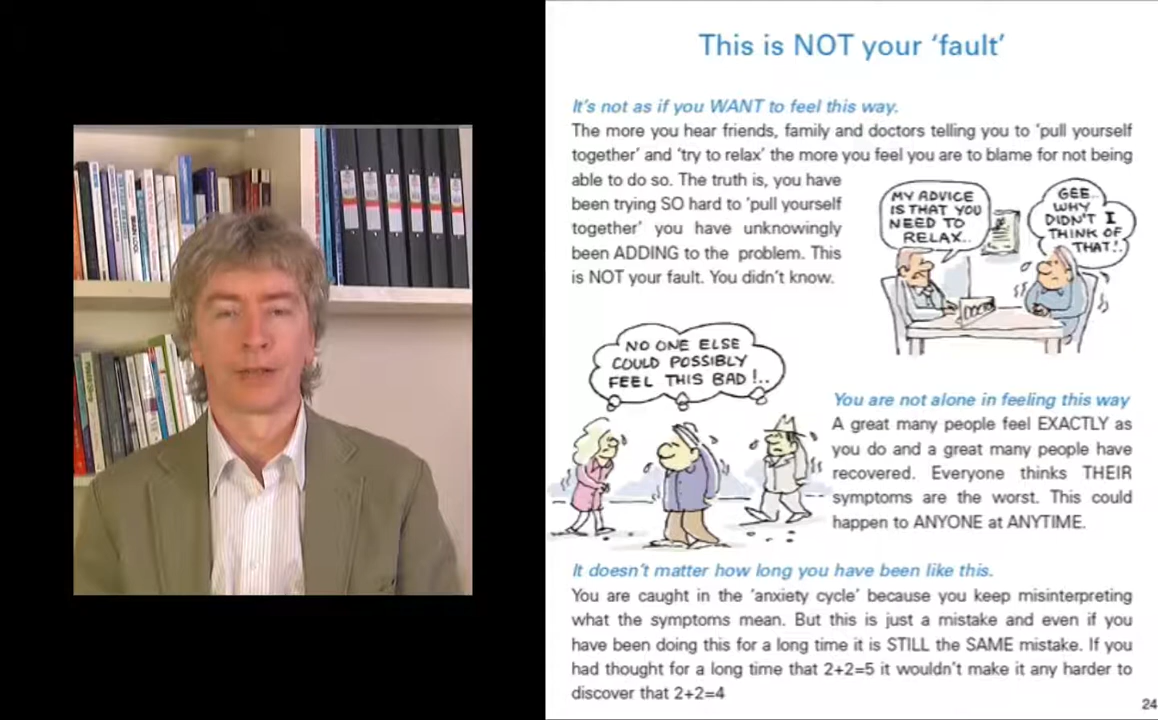 This is NOT your 'fault'
It's not as if you WANT to feel this way.
The more you hear friends, family and doctors telling you to 'pull yourself
together' and 'try to relax' the more you feel you are to blame for not being
able to do so. The truth is, you have
been trying SO hard to 'pull yourself
together' you have unknowingly
been ADDING to the problem. This
is NOT your fault. You didn't know.
MY ADVICE
IS THAT YOU
NEED TO
RELAX..
GEE..
WHY
DIDN'T I
THINK OF
THAT!.
DOCTOR
NO ONE ELSE
COULD POSSIBLY
FEEL THIS BAD!..
You are not alone in feeling this way
A great many people feel EXACTLY as
you do and a great many people have
recovered. Everyone thinks THEIR
symptoms are the worst. This could
happen to ANYONE at ANYTIME.
It doesn't matter how long you have been like this.
You are caught in the 'anxiety cycle' because you keep misinterpreting
what the symptoms mean. But this is just a mistake and even if you
have been doing this for a long time it is STILL the SAME mistake. If you
had thought for a long time that 2+2=5 it wouldn't make it any harder to
discover that 2+2=4
24